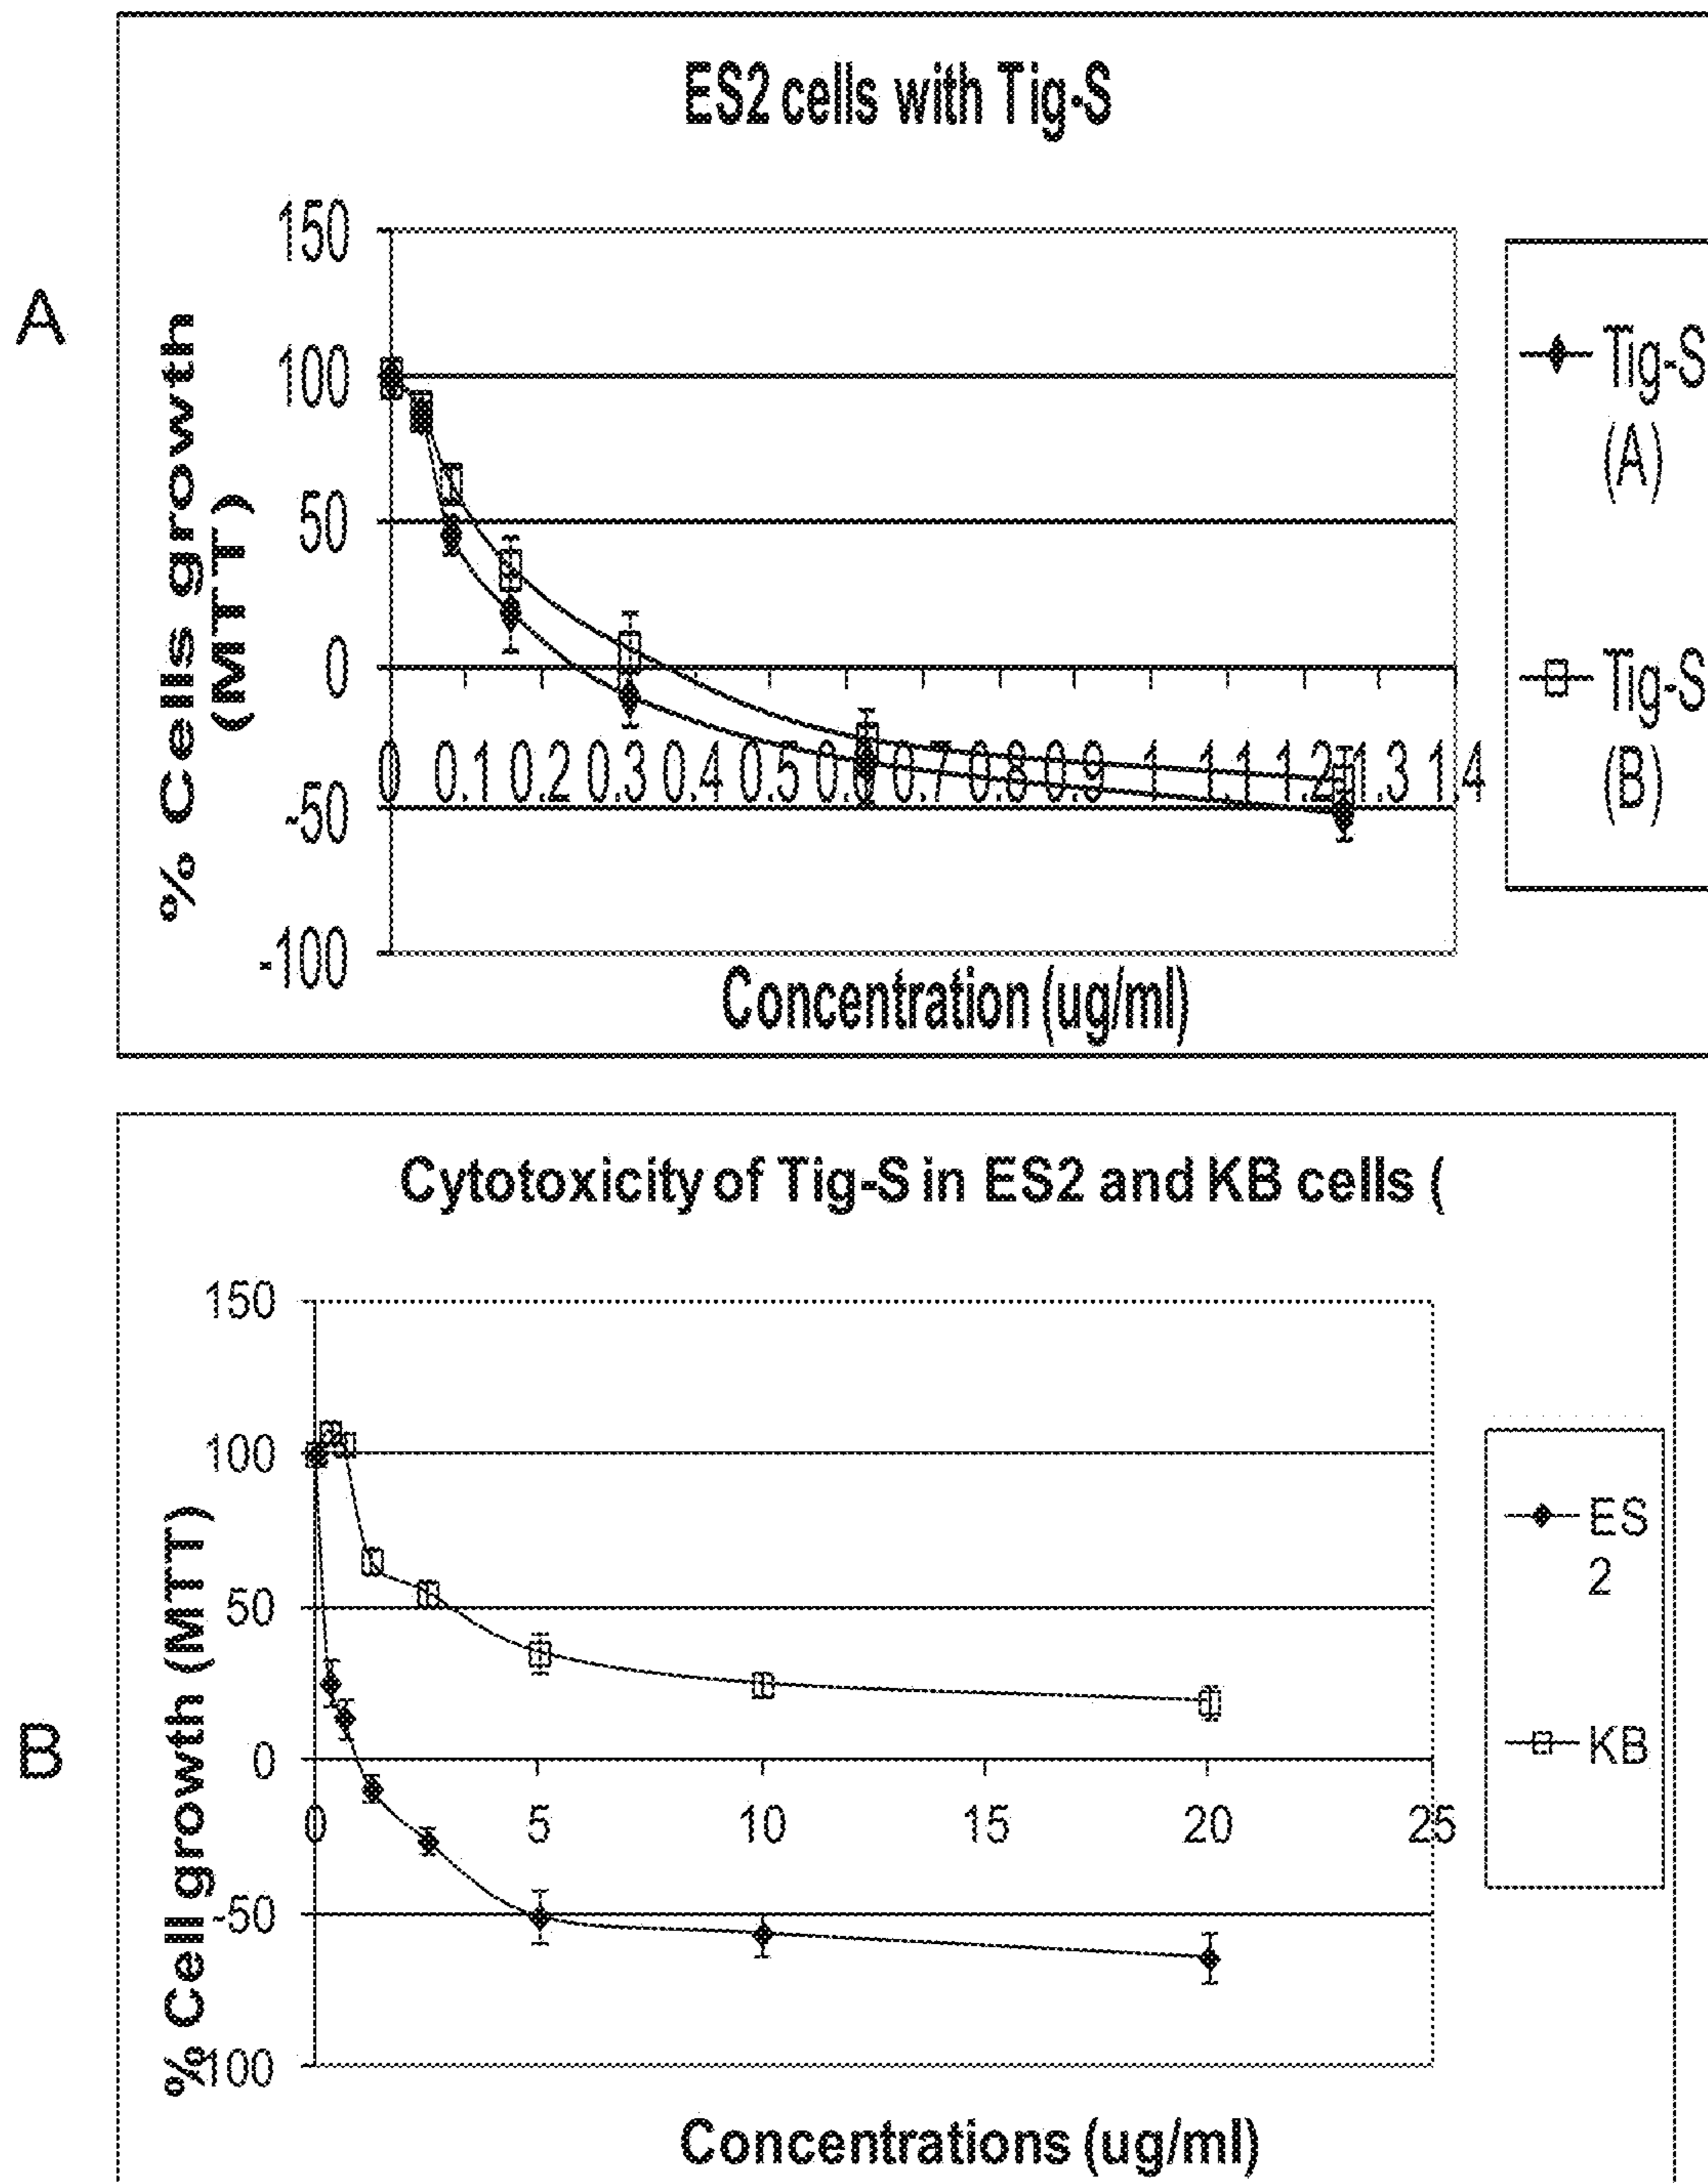 ES2 cells with Tig-S
A
% Cells growth
(MTT)
150
100
50
0
-50
-100
0 0.1 0.2 0.3 0.4 0.5 0.6 0.7 0.8 0.9 1 1.1 1.2 1.3 1.4
Concentration (ug/ml)
Tig-S
(A)
Tig-S
(B)
Cytotoxicity of Tig-S in ES2 and KB cells (
B
% Cell growth (MTT)
150
100
50
0
-50
-100
0 5 10 15 20 25
Concentrations (ug/ml)
ES
2
KB